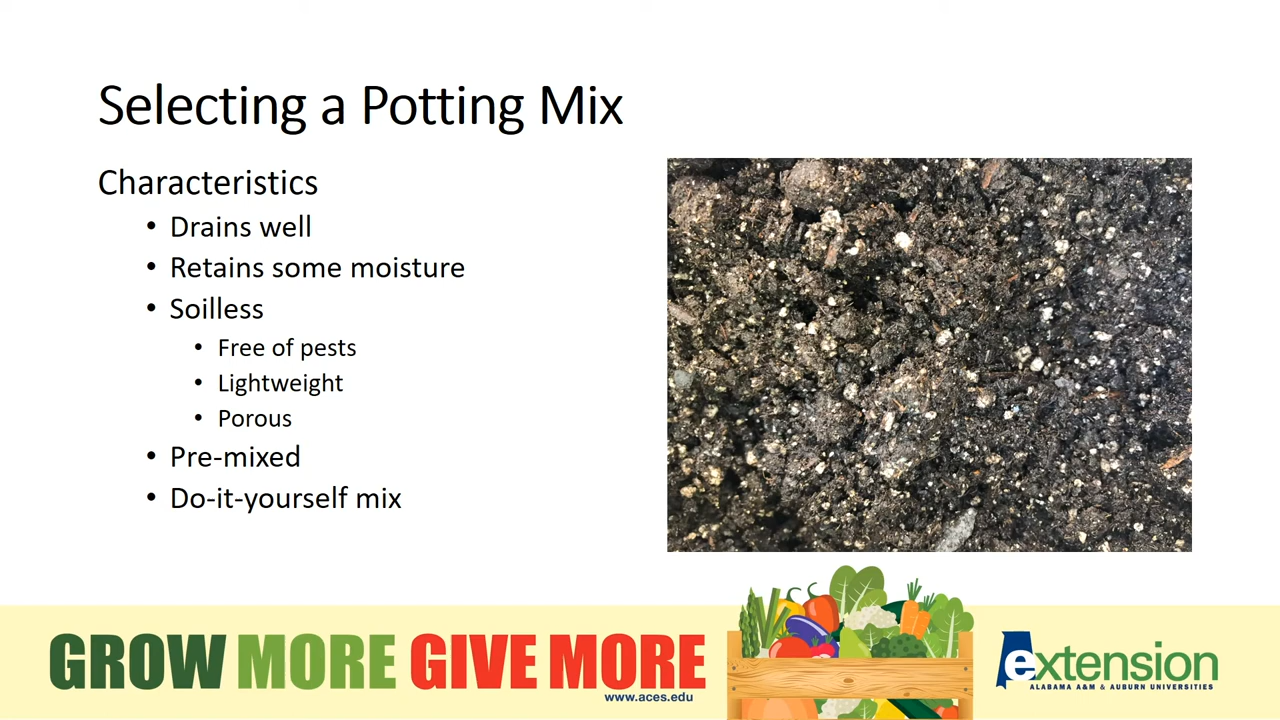 Selecting a Potting Mix
Characteristics
• Drains well
• Retains some moisture
• Soilless
• Free of pests
• Lightweight
• Porous
• Pre-mixed
• Do-it-yourself mix
GROW MORE GIVE MORE
www.aces.edu
extension
ALABAMA A&M & AUBURN UNIVERSITIES